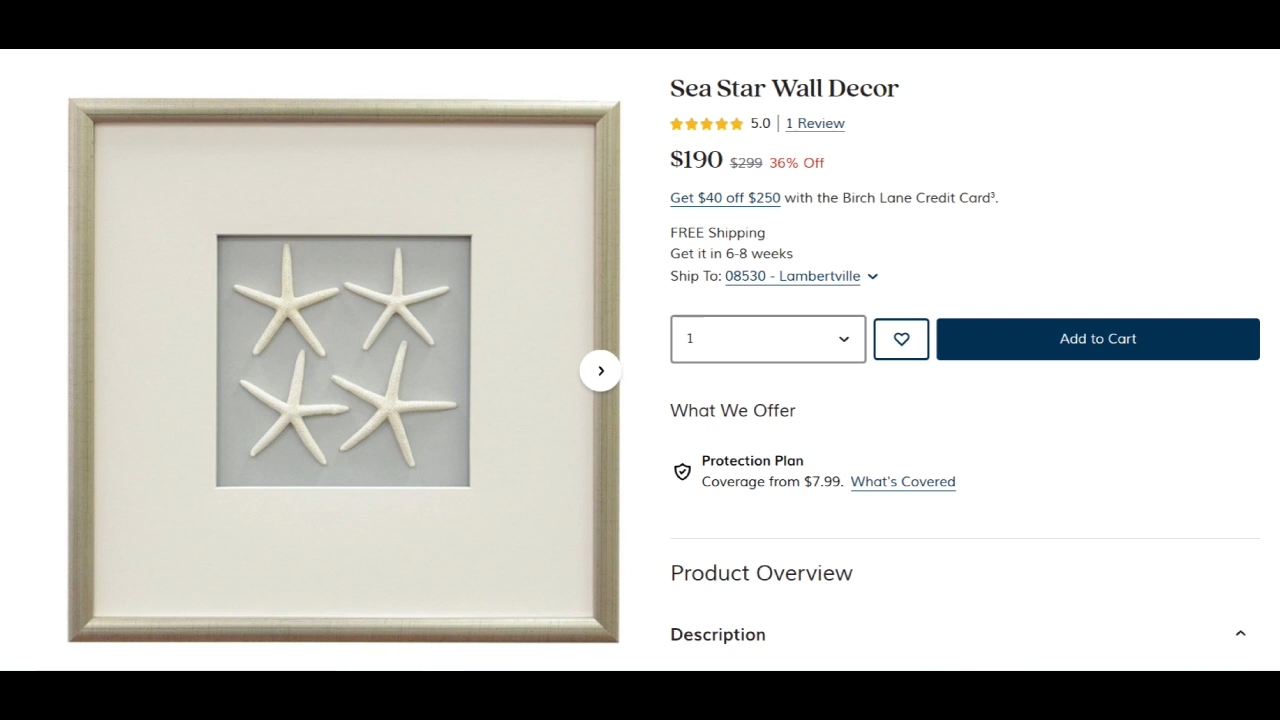 Sea Star Wall Decor
5.0 | 1 Review
$190 $299 36% Off
Get $40 off $250 with the Birch Lane Credit Card³.
FREE Shipping
Get it in 6-8 weeks
Ship To: 08530 - Lambertville
1
Add to Cart
What We Offer
Protection Plan
Coverage from $7.99. What's Covered
Product Overview
Description